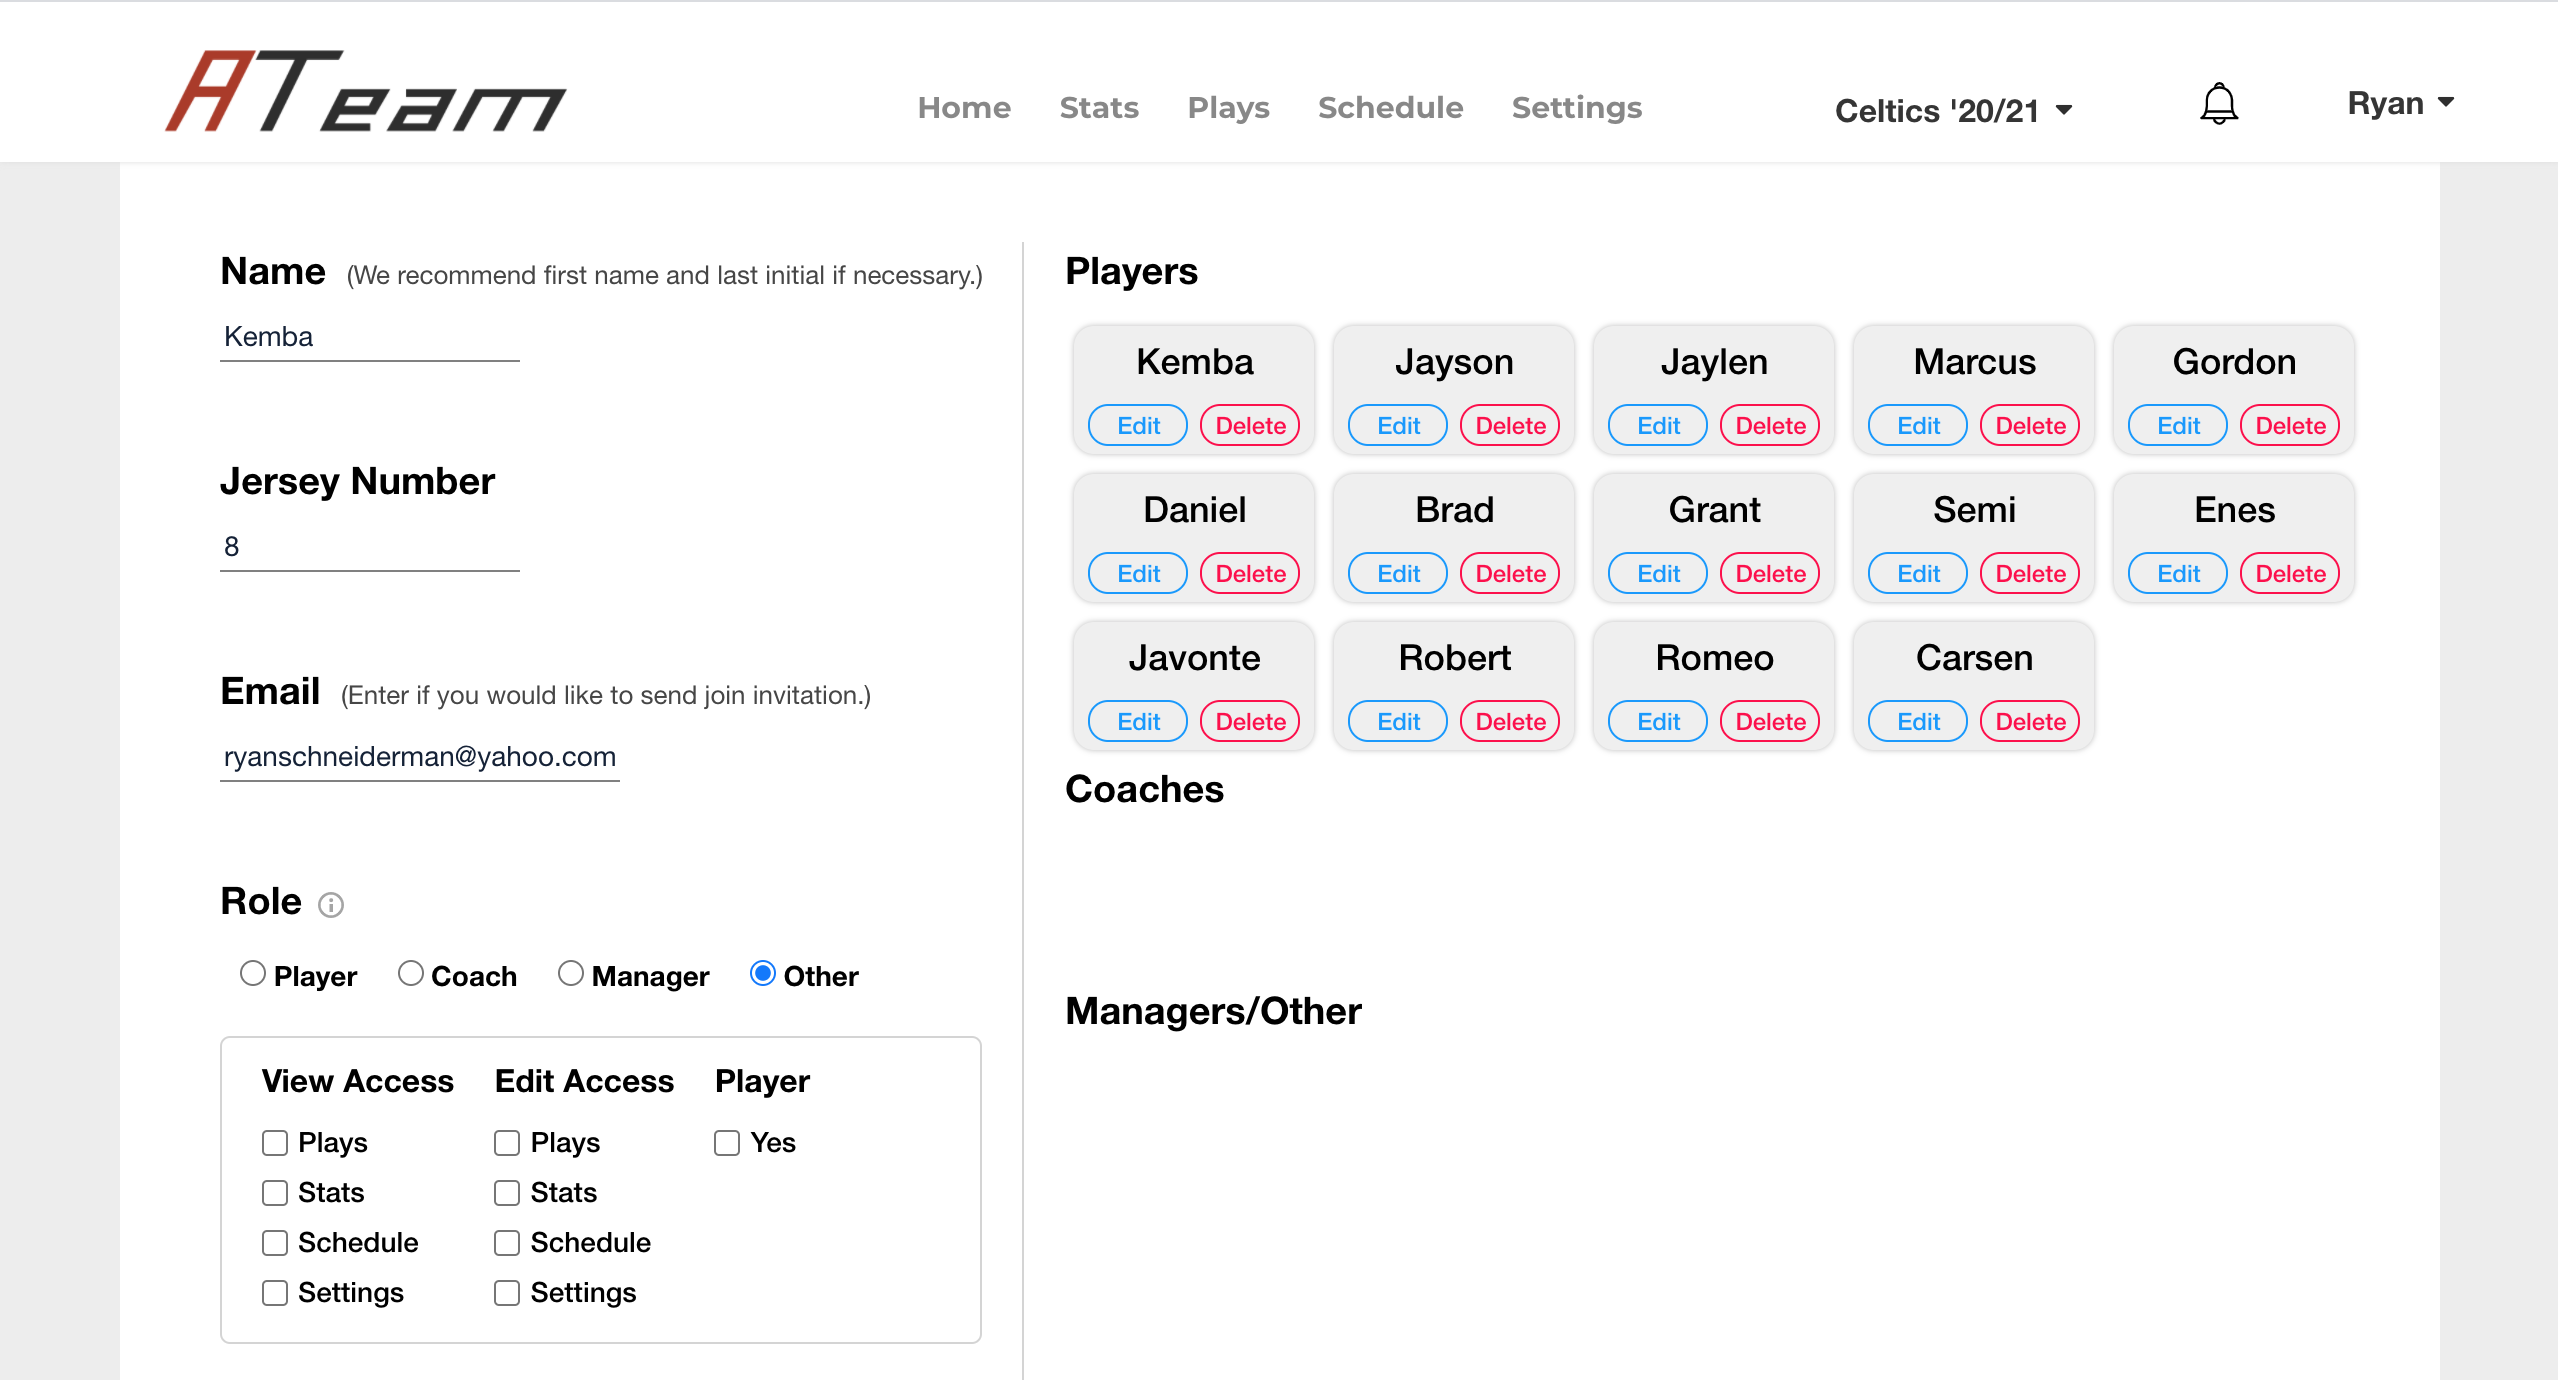 ATeam
Home Stats Plays Schedule Settings
Celtics '20/21
Ryan
Name (We recommend first name and last initial if necessary.)
Kemba
Jersey Number
8
Email (Enter if you would like to send join invitation.)
ryanschneiderman@yahoo.com
Role
Player Coach Manager Other
View Access Edit Access Player
Plays Plays Yes
Stats Stats
Schedule Schedule
Settings Settings
Players
Kemba Jayson Jaylen Marcus Gordon
Edit Delete Edit Delete Edit Delete Edit Delete Edit Delete
Daniel Brad Grant Semi Enes
Edit Delete Edit Delete Edit Delete Edit Delete Edit Delete
Javonte Robert Romeo Carsen
Edit Delete Edit Delete Edit Delete Edit Delete
Coaches
Managers/Other